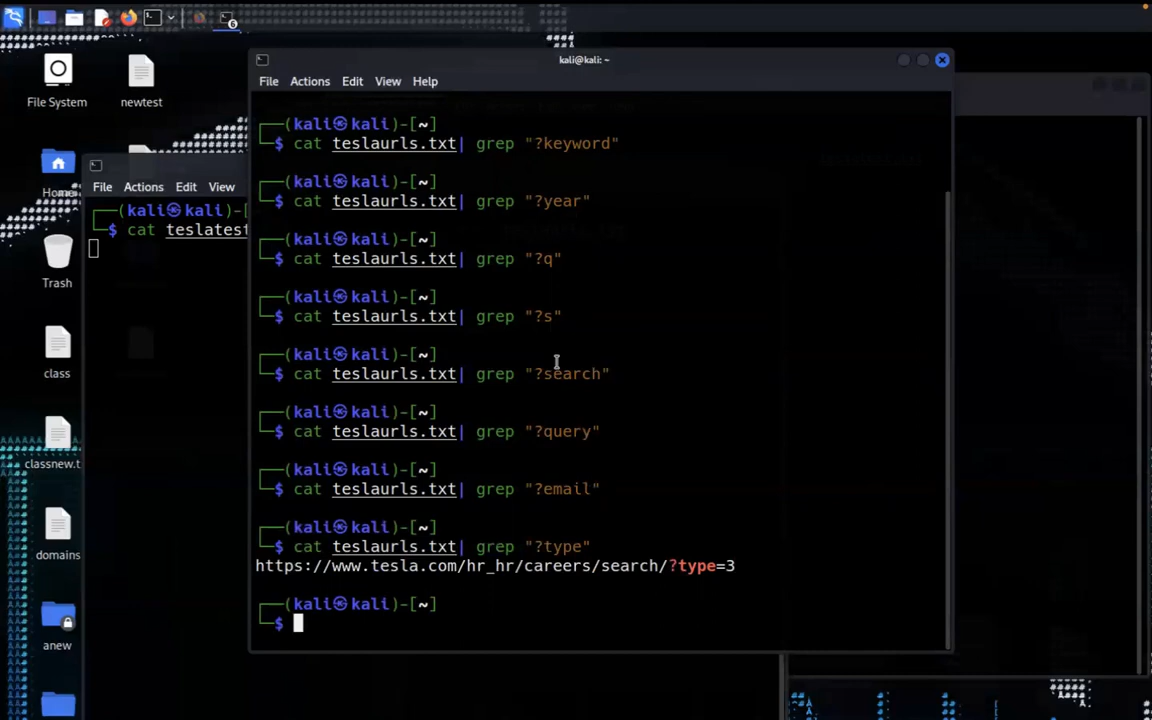 6
kali@kali: ~
File Actions Edit View Help
(kali㉿kali)-[~]
$ cat teslaurls.txt| grep "?keyword"
(kali㉿kali)-[~]
$ cat teslaurls.txt| grep "?year"
(kali㉿kali)-[~]
$ cat teslaurls.txt| grep "?q"
(kali㉿kali)-[~]
$ cat teslaurls.txt| grep "?s"
(kali㉿kali)-[~]
$ cat teslaurls.txt| grep "?search"
(kali㉿kali)-[~]
$ cat teslaurls.txt| grep "?query"
(kali㉿kali)-[~]
$ cat teslaurls.txt| grep "?email"
(kali㉿kali)-[~]
$ cat teslaurls.txt| grep "?type"
https://www.tesla.com/hr_hr/careers/search/?type=3
(kali㉿kali)-[~]
$
File Actions Edit View
(kali㉿kali)-[
$ cat teslatest
File System
newtest
Home
Trash
class
classnew.t
domains
anew